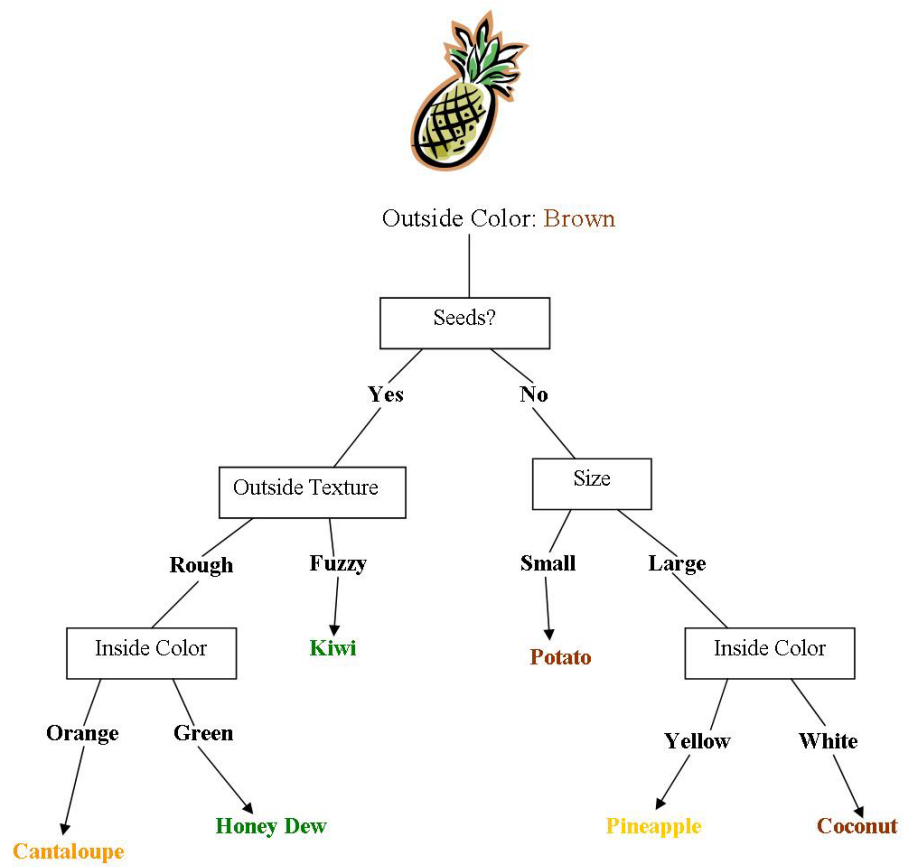 Outside Color: Brown
Seeds?
Yes No
Outside Texture Size
Rough Fuzzy Small Large
Inside Color Kiwi Potato Inside Color
Orange Green Yellow White
Cantaloupe Honey Dew Pineapple Coconut